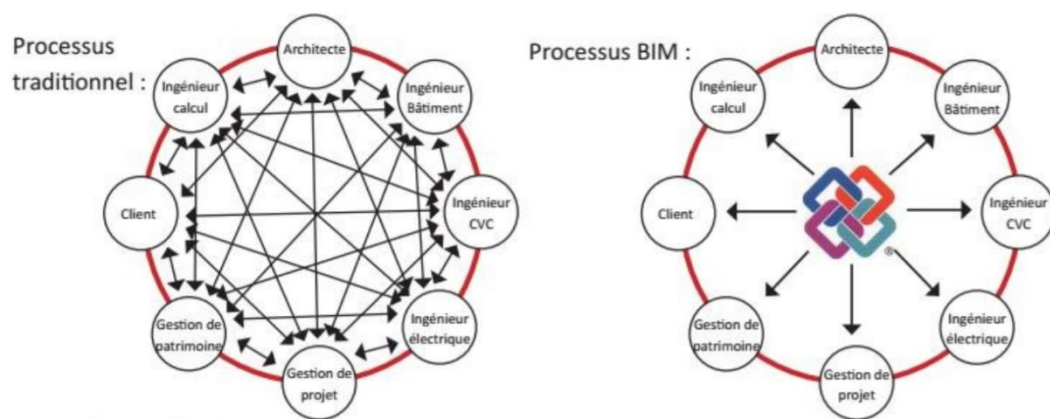 Processus
traditionnel :
Architecte
Ingénieur
Bâtiment
Ingénieur
CVC
Ingénieur
électrique
Gestion de
projet
Gestion de
patrimoine
Client
Ingénieur
calcul
Processus BIM :
Architecte
Ingénieur
Bâtiment
Ingénieur
CVC
Ingénieur
électrique
Gestion de
projet
Gestion de
patrimoine
Client
Ingénieur
calcul
®